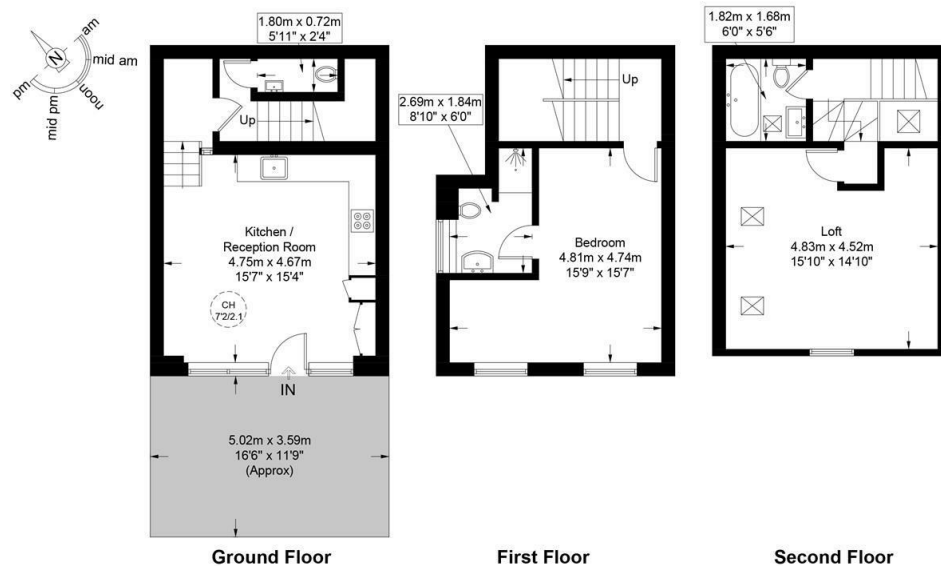 am
mid am
noon
mid pm
pm
N
1.80m x 0.72m
5'11" x 2'4"
Up
Kitchen /
Reception Room
4.75m x 4.67m
15'7" x 15'4"
CH
7'2/2.1
IN
5.02m x 3.59m
16'6" x 11'9"
(Approx)
Ground Floor
2.69m x 1.84m
8'10" x 6'0"
Up
Bedroom
4.81m x 4.74m
15'9" x 15'7"
First Floor
1.82m x 1.68m
6'0" x 5'6"
Loft
4.83m x 4.52m
15'10" x 14'10"
Second Floor